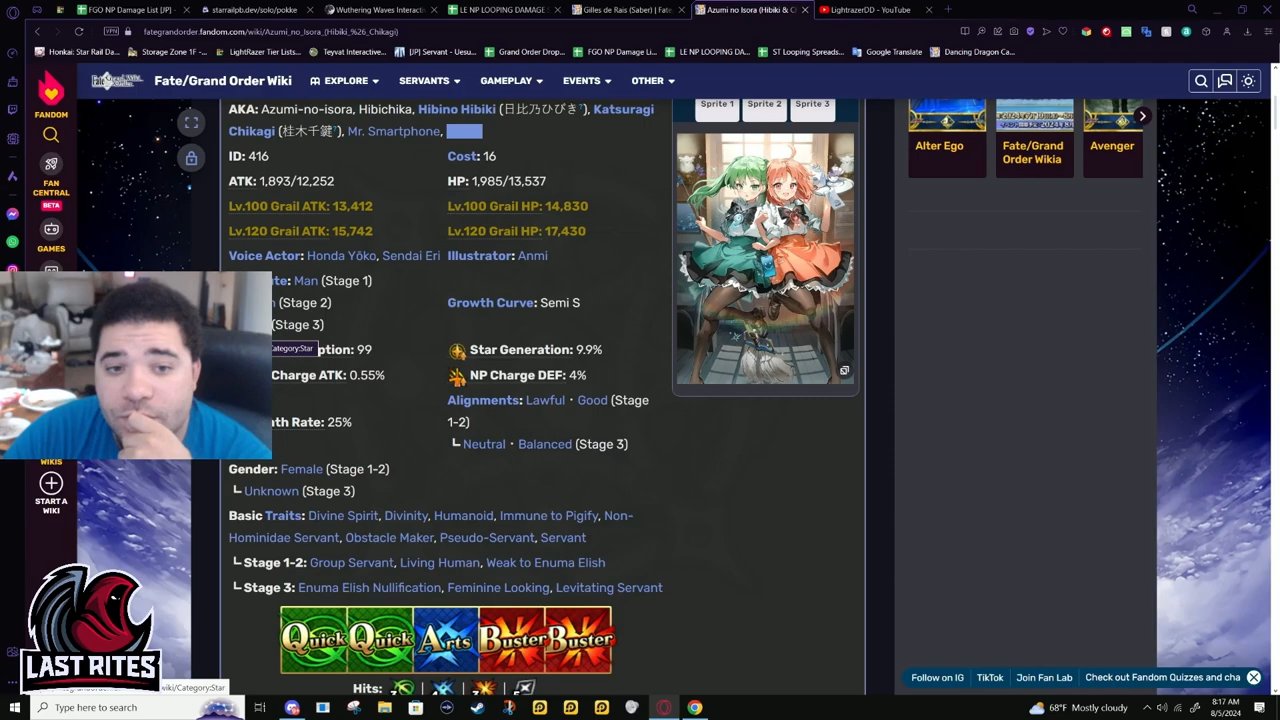 FGO NP Damage List [JP] -
starrailpb.dev/solo/pokke
Wuthering Waves Interactiv
LE NP LOOPING DAMAGE S
Gilles de Rais (Saber) | Fate
Azumi no Isora (Hibiki & C
LightrazerDD - YouTube
VPN
fategrandorder.fandom.com/wiki/Azumi_no_Isora_(Hibiki_%26_Chikagi)
Honkai: Star Rail Da...
Storage Zone 1F -...
LightRazer Tier Lists...
Teyvat Interactive...
[JP] Servant - Uesu...
Grand Order Drop...
FGO NP Damage Li...
LE NP LOOPING DA...
ST Looping Spreads...
Google Translate
Dancing Dragon Ca...
FANDOM
FAN CENTRAL
BETA
GAMES
WIKIS
START A WIKI
Fate/Grand Order Wiki
EXPLORE
SERVANTS
GAMEPLAY
EVENTS
OTHER
AKA: Azumi-no-isora, Hibichika, Hibino Hibiki (日比乃ひびき?), Katsuragi
Chikagi (桂木千鍵?), Mr. Smartphone,
ID: 416
Cost: 16
ATK: 1,893/12,252
HP: 1,985/13,537
Lv.100 Grail ATK: 13,412
Lv.100 Grail HP: 14,830
Lv.120 Grail ATK: 15,742
Lv.120 Grail HP: 17,430
Voice Actor: Honda Yôko, Sendai Eri
Illustrator: Anmi
Man (Stage 1)
(Stage 2)
(Stage 3)
Growth Curve: Semi S
99
Category:Star
Star Generation: 9.9%
Charge ATK: 0.55%
NP Charge DEF: 4%
Alignments: Lawful・Good (Stage
1-2)
Rate: 25%
┗ Neutral・Balanced (Stage 3)
Gender: Female (Stage 1-2)
┗ Unknown (Stage 3)
Basic Traits: Divine Spirit, Divinity, Humanoid, Immune to Pigify, Non-
Hominidae Servant, Obstacle Maker, Pseudo-Servant, Servant
┗ Stage 1-2: Group Servant, Living Human, Weak to Enuma Elish
┗ Stage 3: Enuma Elish Nullification, Feminine Looking, Levitating Servant
Quick Quick Arts Buster Buster
Hits:
Sprite 1
Sprite 2
Sprite 3
Alter Ego
Fate/Grand Order Wikia
Avenger
LAST RITES
wiki/Category:Star
Follow on IG
TikTok
Join Fan Lab
Check out Fandom Quizzes and cha
Type here to search
68°F Mostly cloudy
8:17 AM
8/5/2024